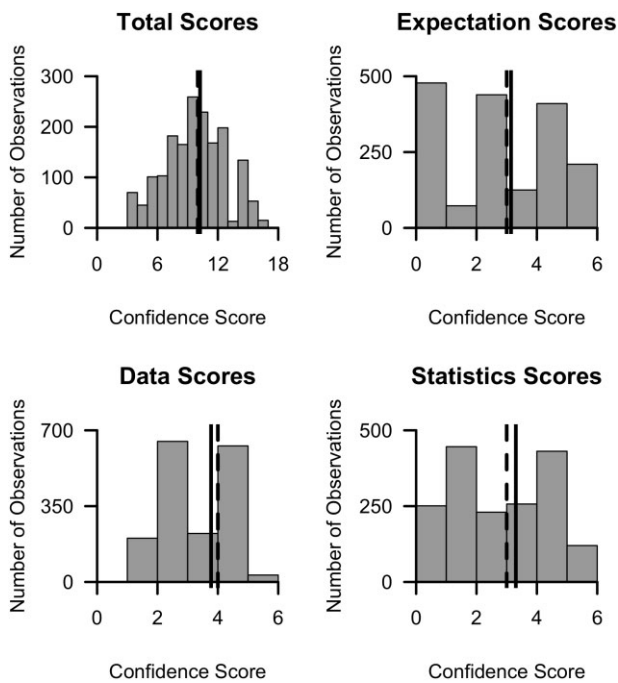 Total Scores
Number of Observations
300
200
100
0
0 6 12 18
Confidence Score
Expectation Scores
Number of Observations
500
250
0
0 2 4 6
Confidence Score
Data Scores
Number of Observations
700
350
0
0 2 4 6
Confidence Score
Statistics Scores
Number of Observations
500
250
0
0 2 4 6
Confidence Score